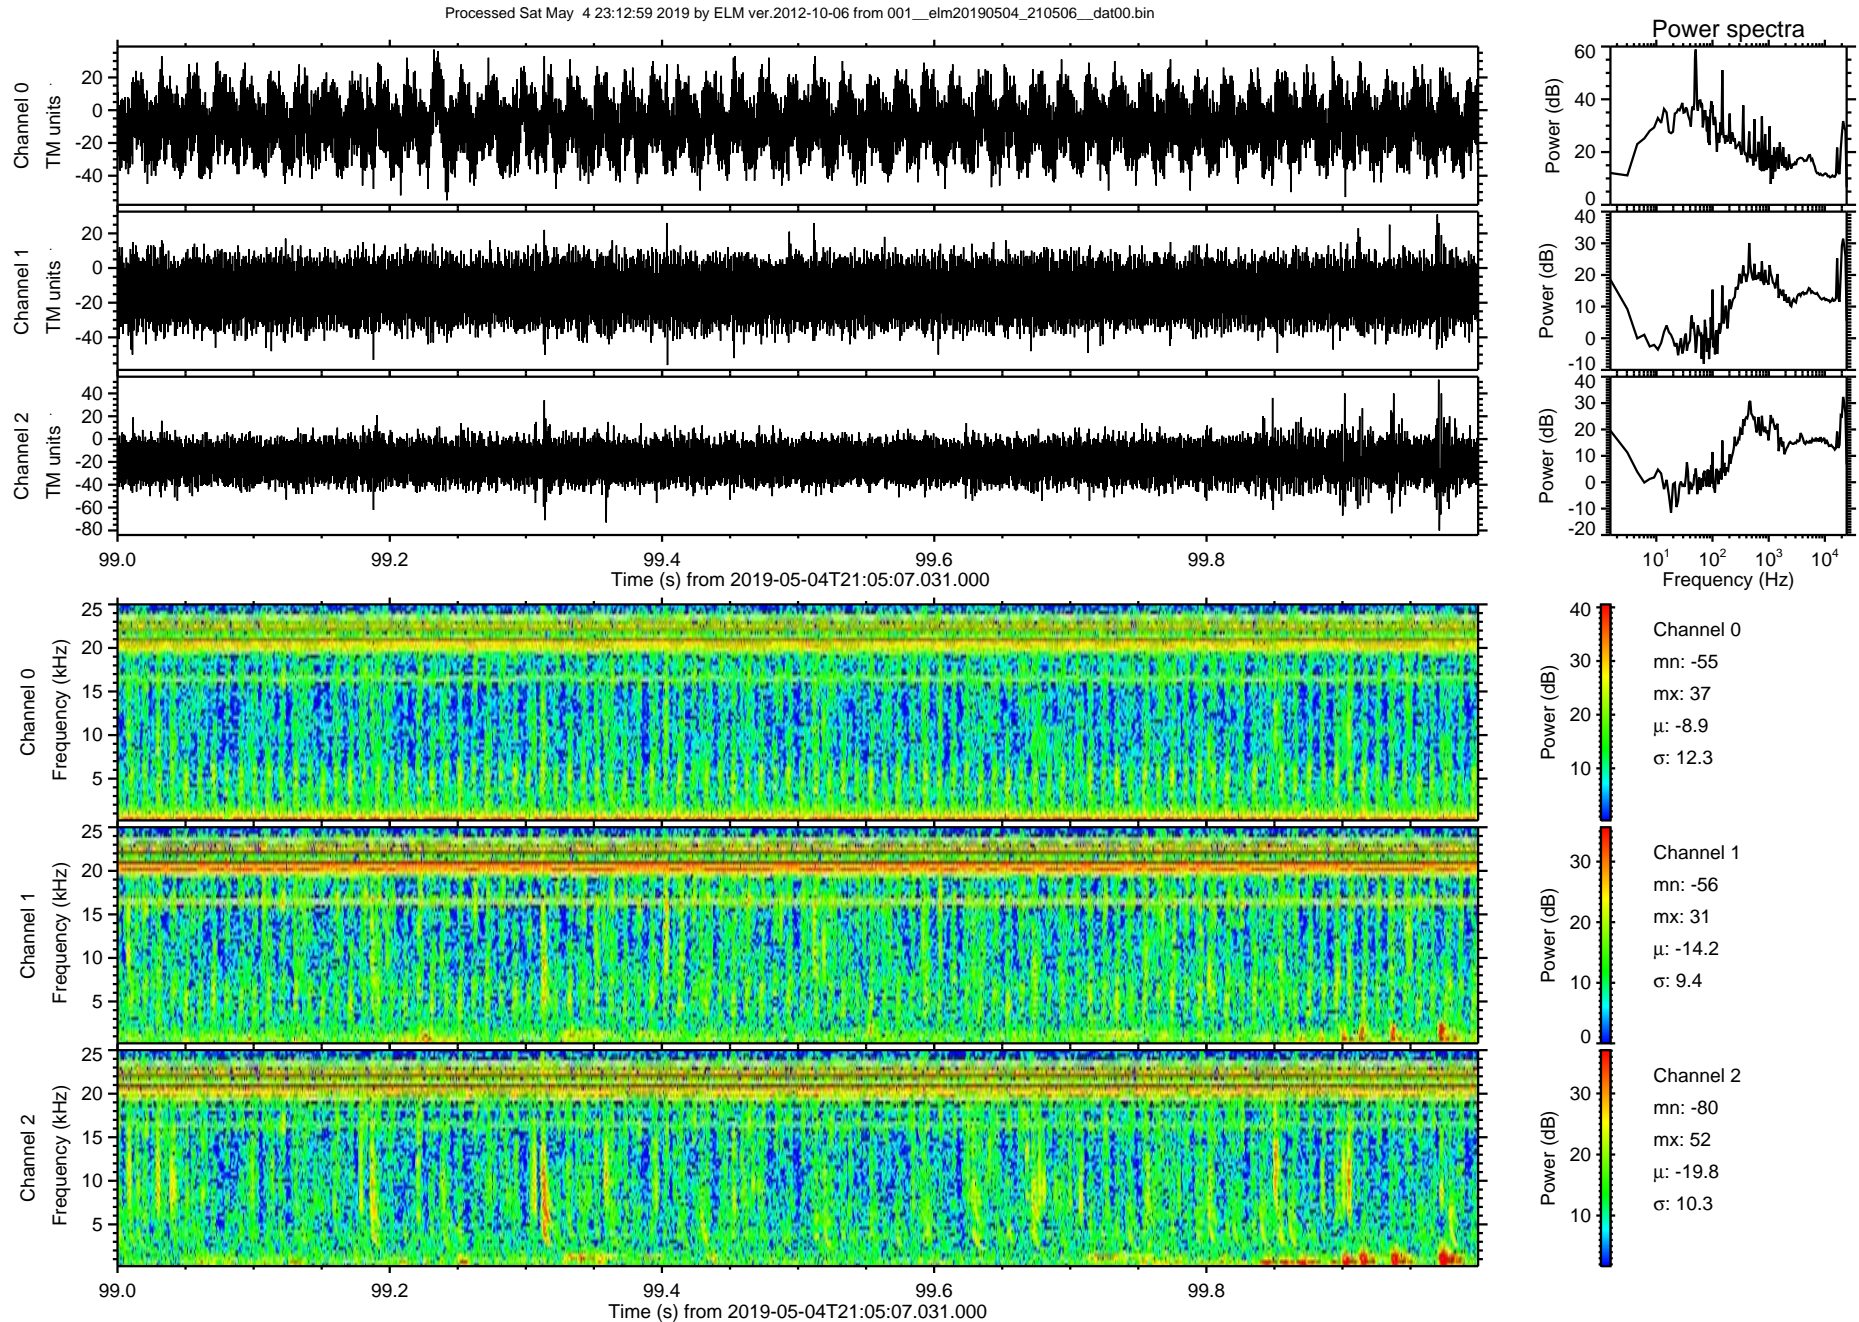 Processed Sat May  4 23:12:59 2019 by ELM ver.2012-10-06 from 001__elm20190504_210506__dat00.bin
Power spectra
Channel 0
TM units
20
0
-20
-40
Power (dB)
60
40
20
0
Channel 1
TM units
20
0
-20
-40
Power (dB)
40
30
20
10
0
-10
Channel 2
TM units
40
20
0
-20
-40
-60
-80
Power (dB)
40
30
20
10
0
-10
-20
99.0 99.2 99.4 99.6 99.8
Time (s) from 2019-05-04T21:05:07.031.000
10^1 10^2 10^3 10^4
Frequency (Hz)
Channel 0
Frequency (kHz)
25
20
15
10
5
Power (dB)
40
30
20
10
Channel 0
mn: -55
mx: 37
μ: -8.9
σ: 12.3
Channel 1
Frequency (kHz)
25
20
15
10
5
Power (dB)
30
20
10
0
Channel 1
mn: -56
mx: 31
μ: -14.2
σ: 9.4
Channel 2
Frequency (kHz)
25
20
15
10
5
Power (dB)
30
20
10
Channel 2
mn: -80
mx: 52
μ: -19.8
σ: 10.3
99.0 99.2 99.4 99.6 99.8
Time (s) from 2019-05-04T21:05:07.031.000